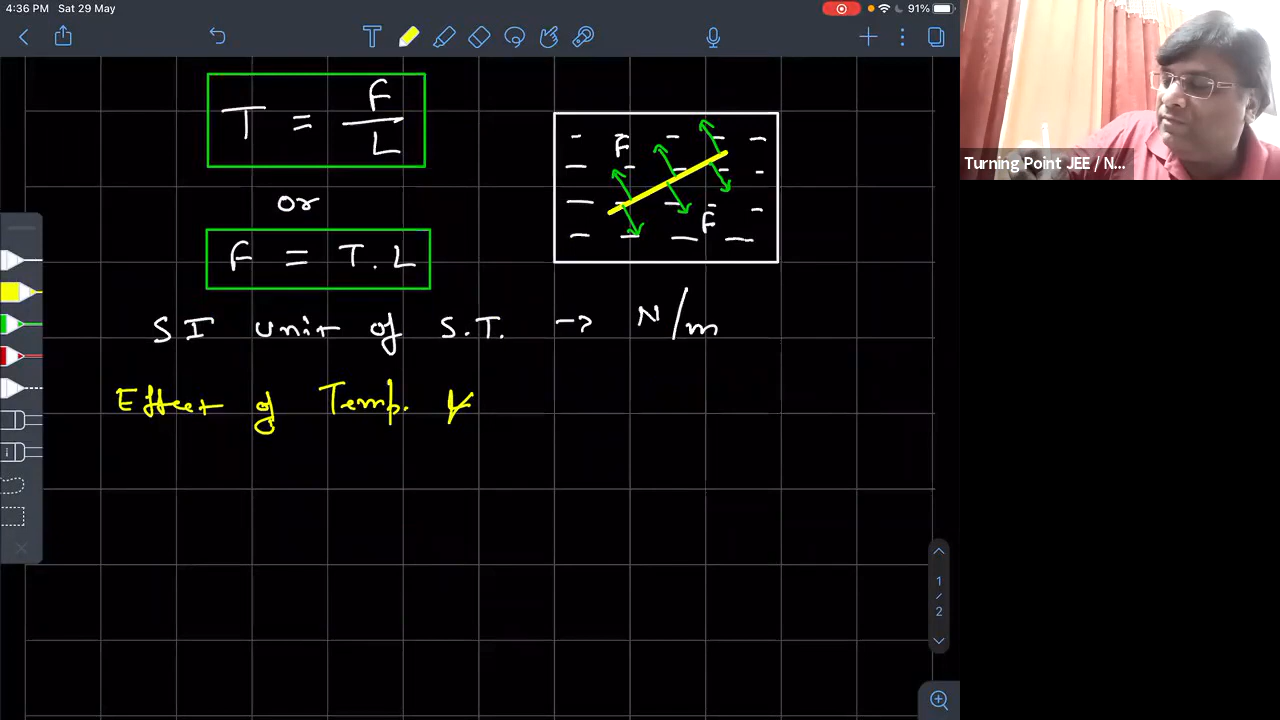 4:36 PM Sat 29 May
91%
T = F/L
or
F = T.L
F
F
SI unit of S.T. → N/m
Effect of Temp.
1
/
2
Turning Point JEE / N...